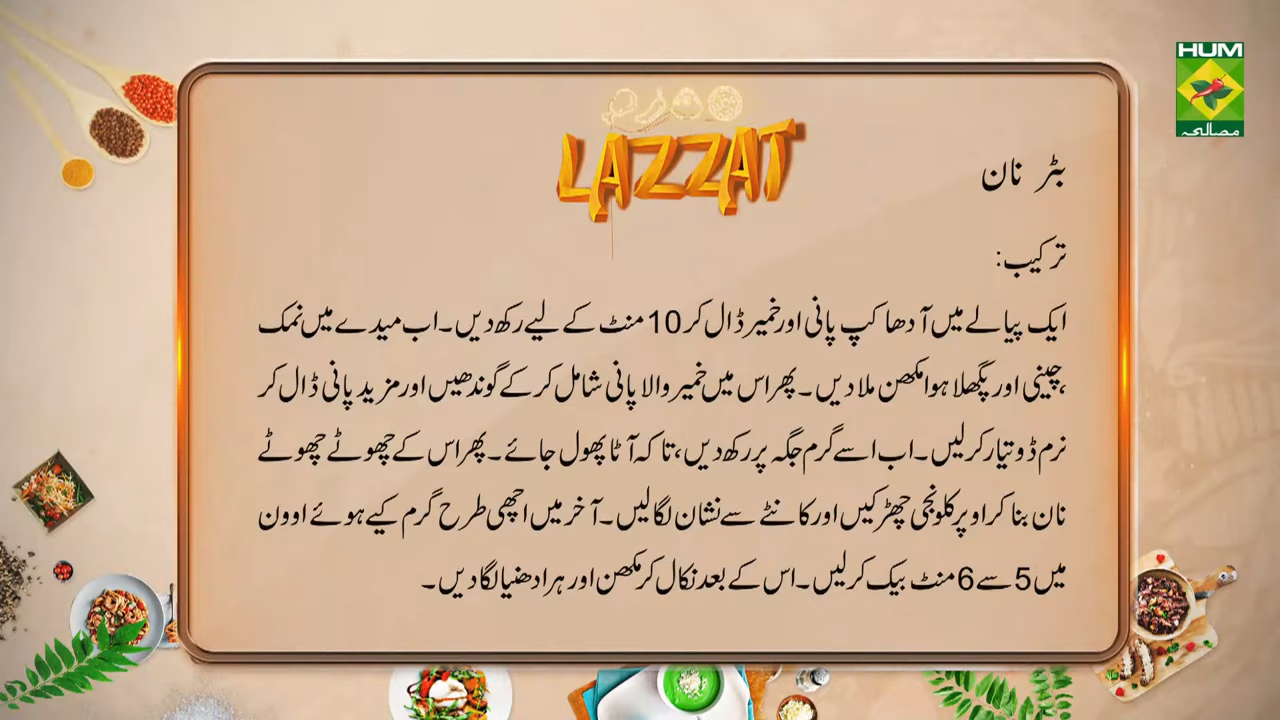 HUM
مصالحہ
LAZZAT
بٹر نان
ترکیب:
ایک پیالے میں آدھا کپ پانی اور خمیر ڈال کر 10 منٹ کے لیے رکھ دیں۔ اب میدے میں نمک
،چینی اور پگھلا ہوا مکھن ملا دیں۔ پھر اس میں خمیر والا پانی شامل کر کے گوندھیں اور مزید پانی ڈال کر
نرم ڈو تیار کر لیں۔ اب اسے گرم جگہ پر رکھ دیں، تاکہ آٹا پھول جائے۔ پھر اس کے چھوٹے چھوٹے
نان بنا کر اوپر کلونجی چھڑکیں اور کانٹے سے نشان لگا لیں۔ آخر میں اچھی طرح گرم کیے ہوئے اوون
میں 5 سے 6 منٹ بیک کر لیں۔ اس کے بعد نکال کر مکھن اور ہرا دھنیا لگا دیں۔